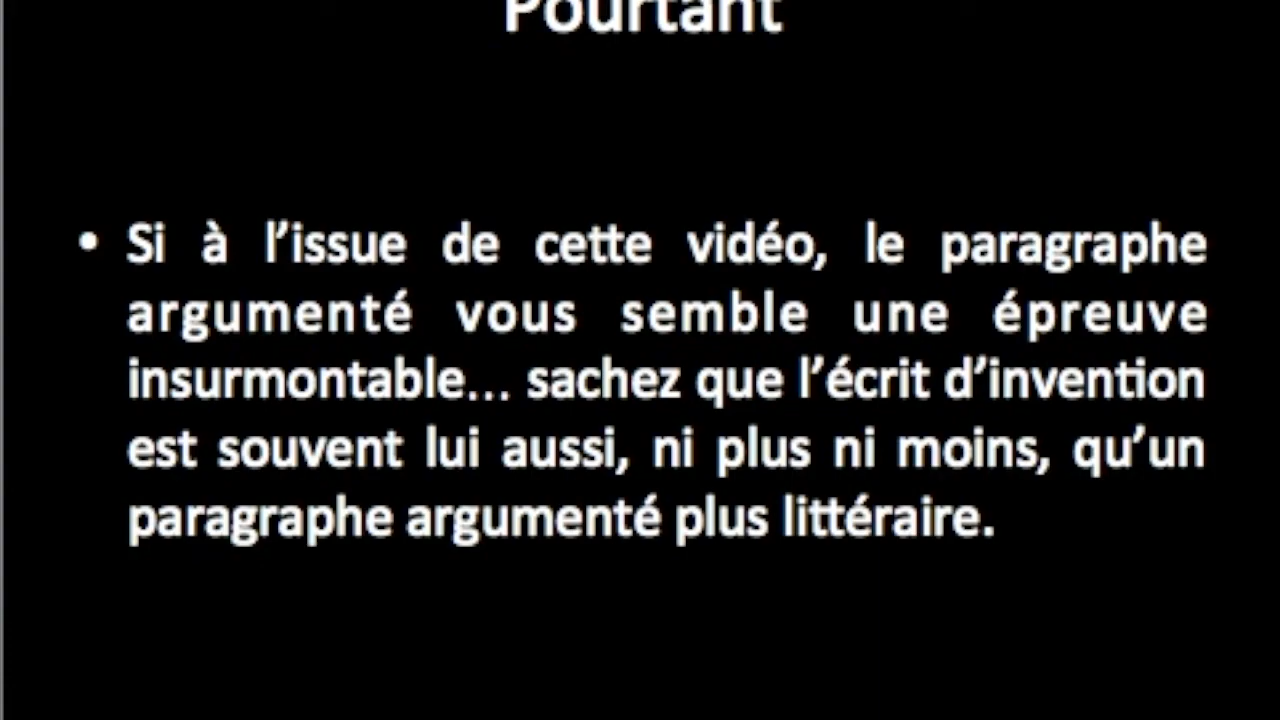 Pourtant
• Si à l’issue de cette vidéo, le paragraphe
argumenté vous semble une épreuve
insurmontable... sachez que l’écrit d’invention
est souvent lui aussi, ni plus ni moins, qu’un
paragraphe argumenté plus littéraire.